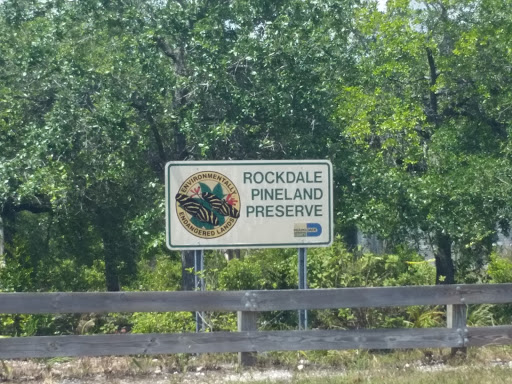 ENVIRONMENTALLY
ENDANGERED LANDS
ROCKDALE
PINELAND
PRESERVE